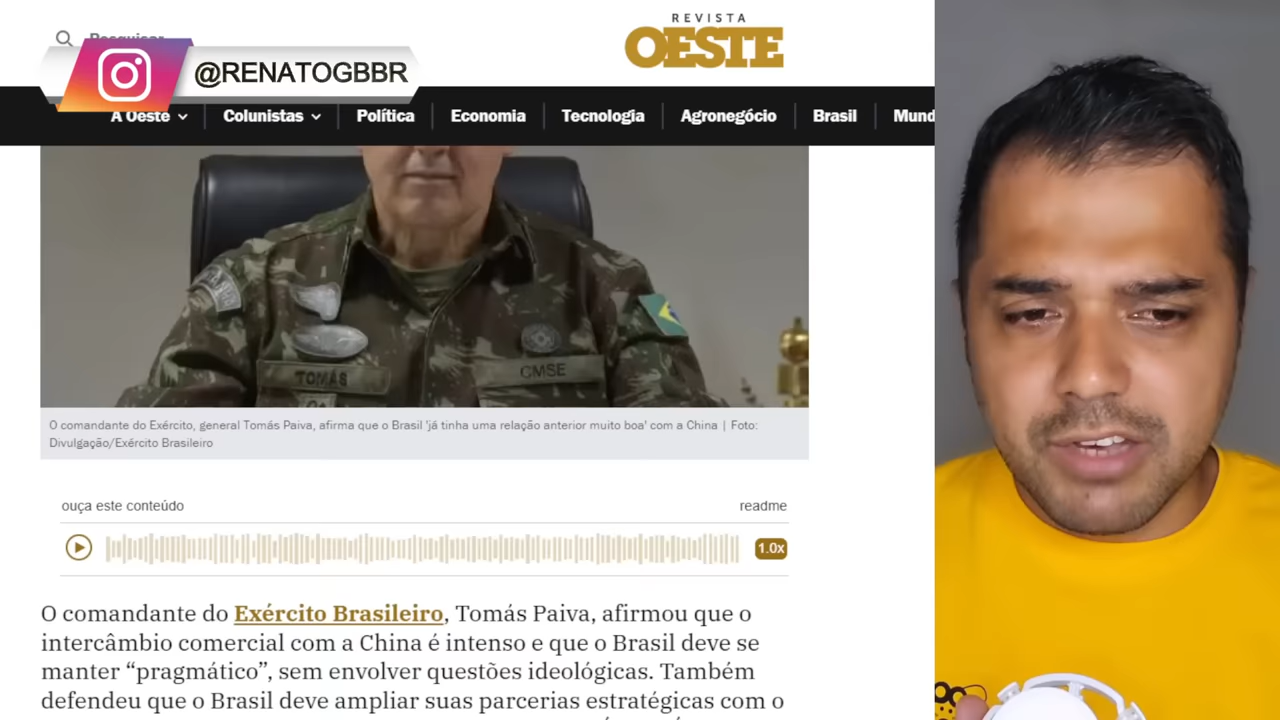 REVISTA
OESTE
Pesquisar
@RENATOGBBR
A Oeste
Colunistas
Política
Economia
Tecnologia
Agronegócio
Brasil
Mund
TOMÁS
CMSE
O comandante do Exército, general Tomás Paiva, afirma que o Brasil 'já tinha uma relação anterior muito boa' com a China | Foto:
Divulgação/Exército Brasileiro
ouça este conteúdo
readme
1.0x
O comandante do Exército Brasileiro, Tomás Paiva, afirmou que o
intercâmbio comercial com a China é intenso e que o Brasil deve se
manter “pragmático”, sem envolver questões ideológicas. Também
defendeu que o Brasil deve ampliar suas parcerias estratégicas com o